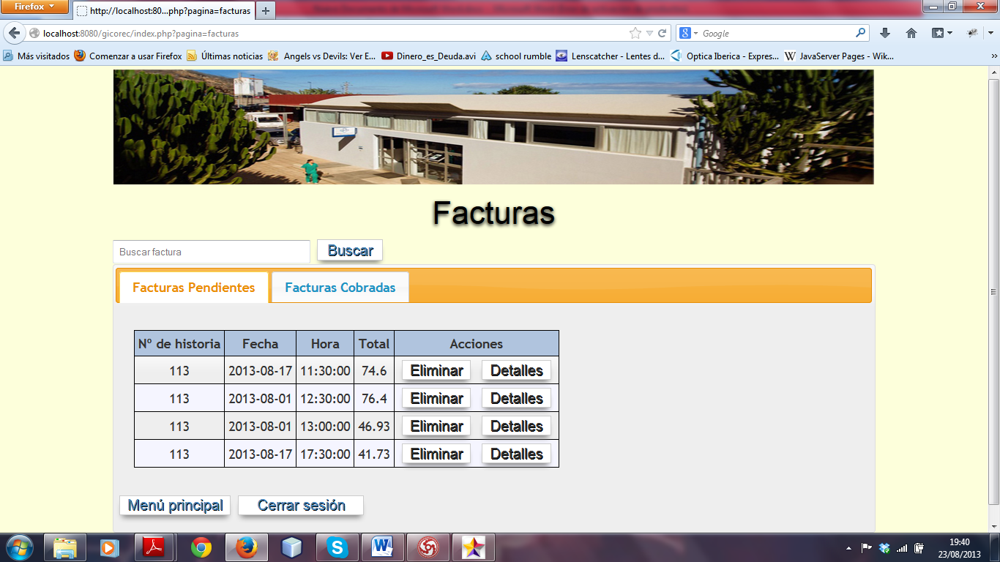 Firefox
http://localhost:80...php?pagina=facturas
localhost:8080/gicorec/index.php?pagina=facturas
Google
Más visitados Comenzar a usar Firefox Últimas noticias Angels vs Devils: Ver E... Dinero_es_Deuda.avi school rumble Lenscatcher - Lentes d... Optica Iberica - Expres... JavaServer Pages - Wik...
Facturas
Buscar factura Buscar
Facturas Pendientes Facturas Cobradas
Nº de historia Fecha Hora Total Acciones
113 2013-08-17 11:30:00 74.6 Eliminar Detalles
113 2013-08-01 12:30:00 76.4 Eliminar Detalles
113 2013-08-01 13:00:00 46.93 Eliminar Detalles
113 2013-08-17 17:30:00 41.73 Eliminar Detalles
Menú principal Cerrar sesión
19:40
23/08/2013